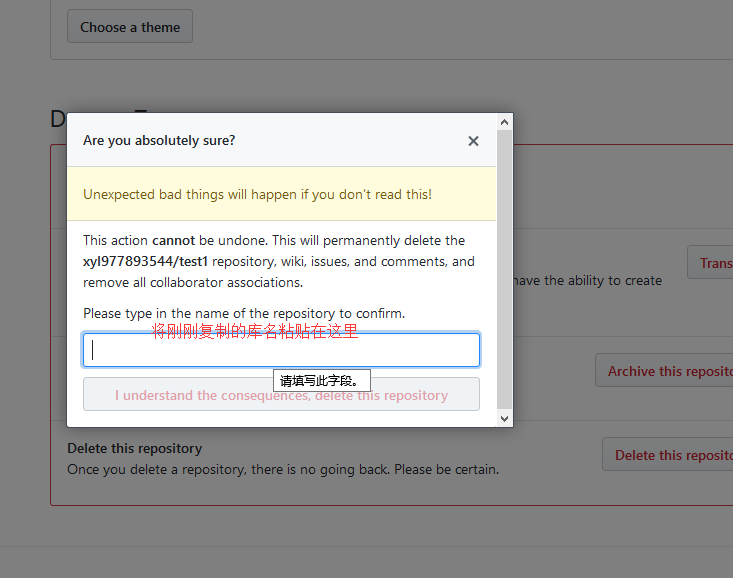 Choose a theme
D
Are you absolutely sure?
Unexpected bad things will happen if you don't read this!
This action cannot be undone. This will permanently delete the
xyl977893544/test1 repository, wiki, issues, and comments, and
remove all collaborator associations.
have the ability to create
Trans
Please type in the name of the repository to confirm.
将刚刚复制的库名粘贴在这里
请填写此字段。
I understand the consequences, delete this repository
Archive this reposito
Delete this repository
Once you delete a repository, there is no going back. Please be certain.
Delete this reposito